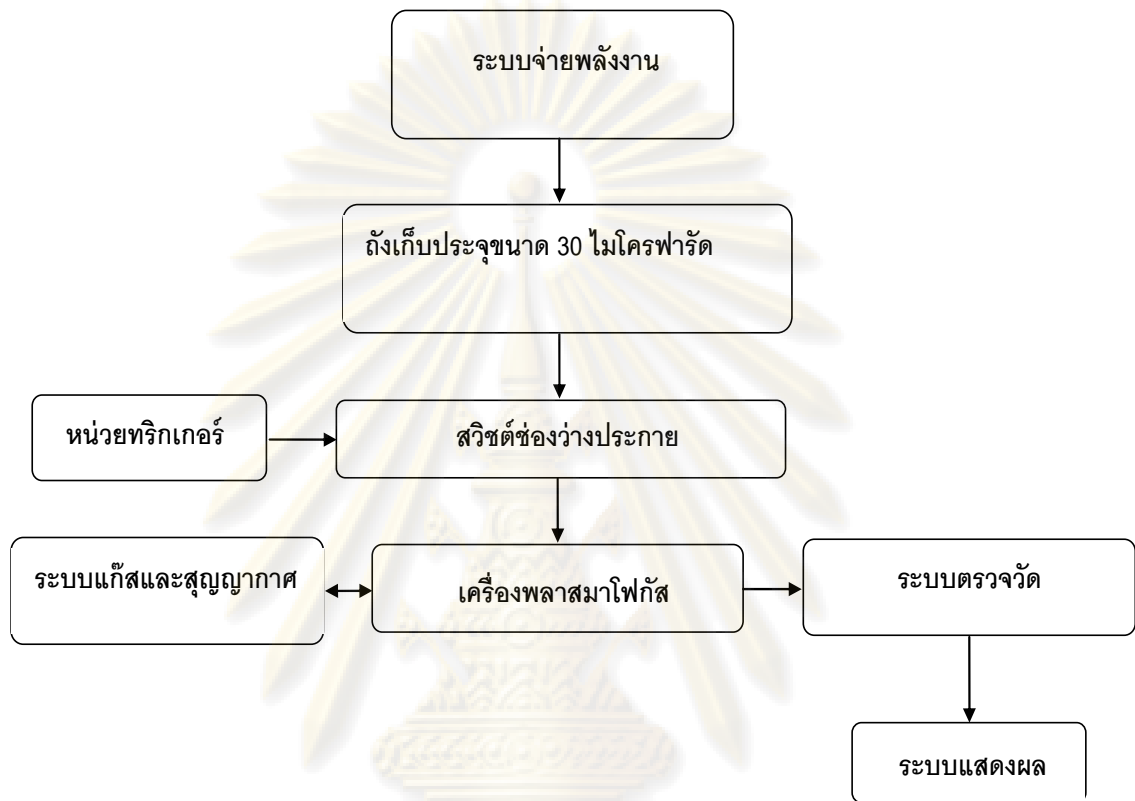 ระบบจ่ายพลังงาน
ถังเก็บประจุขนาด 30 ไมโครฟารัด
หน่วยทริกเกอร์
สวิชต์ช่องว่างประกาย
ระบบแก๊สและสุญญากาศ
เครื่องพลาสมาโฟกัส
ระบบตรวจวัด
ระบบแสดงผล